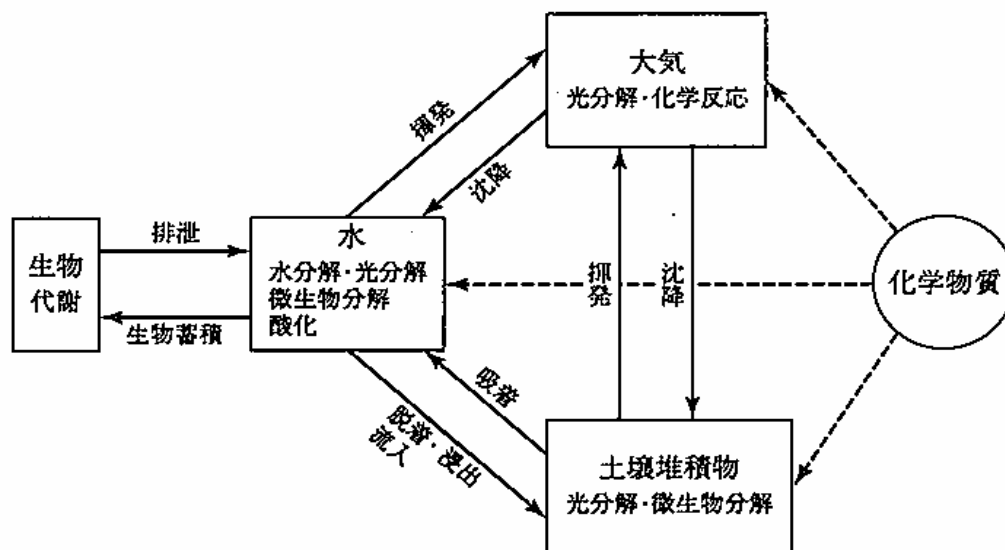 大気
光分解・化学反応
揮発
沈降
排泄
生物
代謝
生物蓄積
水
水分解・光分解
微生物分解
酸化
揮発
沈降
化学物質
吸着
脱着・浸出
流入
土壌堆積物
光分解・微生物分解